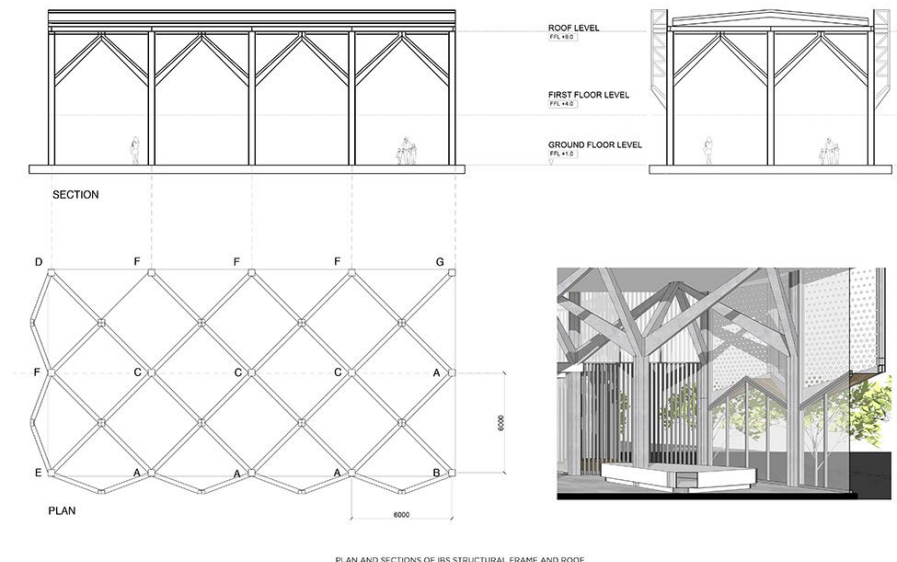 ROOF LEVEL
FFL +9.0
FIRST FLOOR LEVEL
FFL +4.0
GROUND FLOOR LEVEL
FFL +1.0
SECTION
D F F F G
F C C C A
6000
E A A A B
PLAN
6000
PLAN AND SECTIONS OF IBS STRUCTURAL FRAME AND ROOF